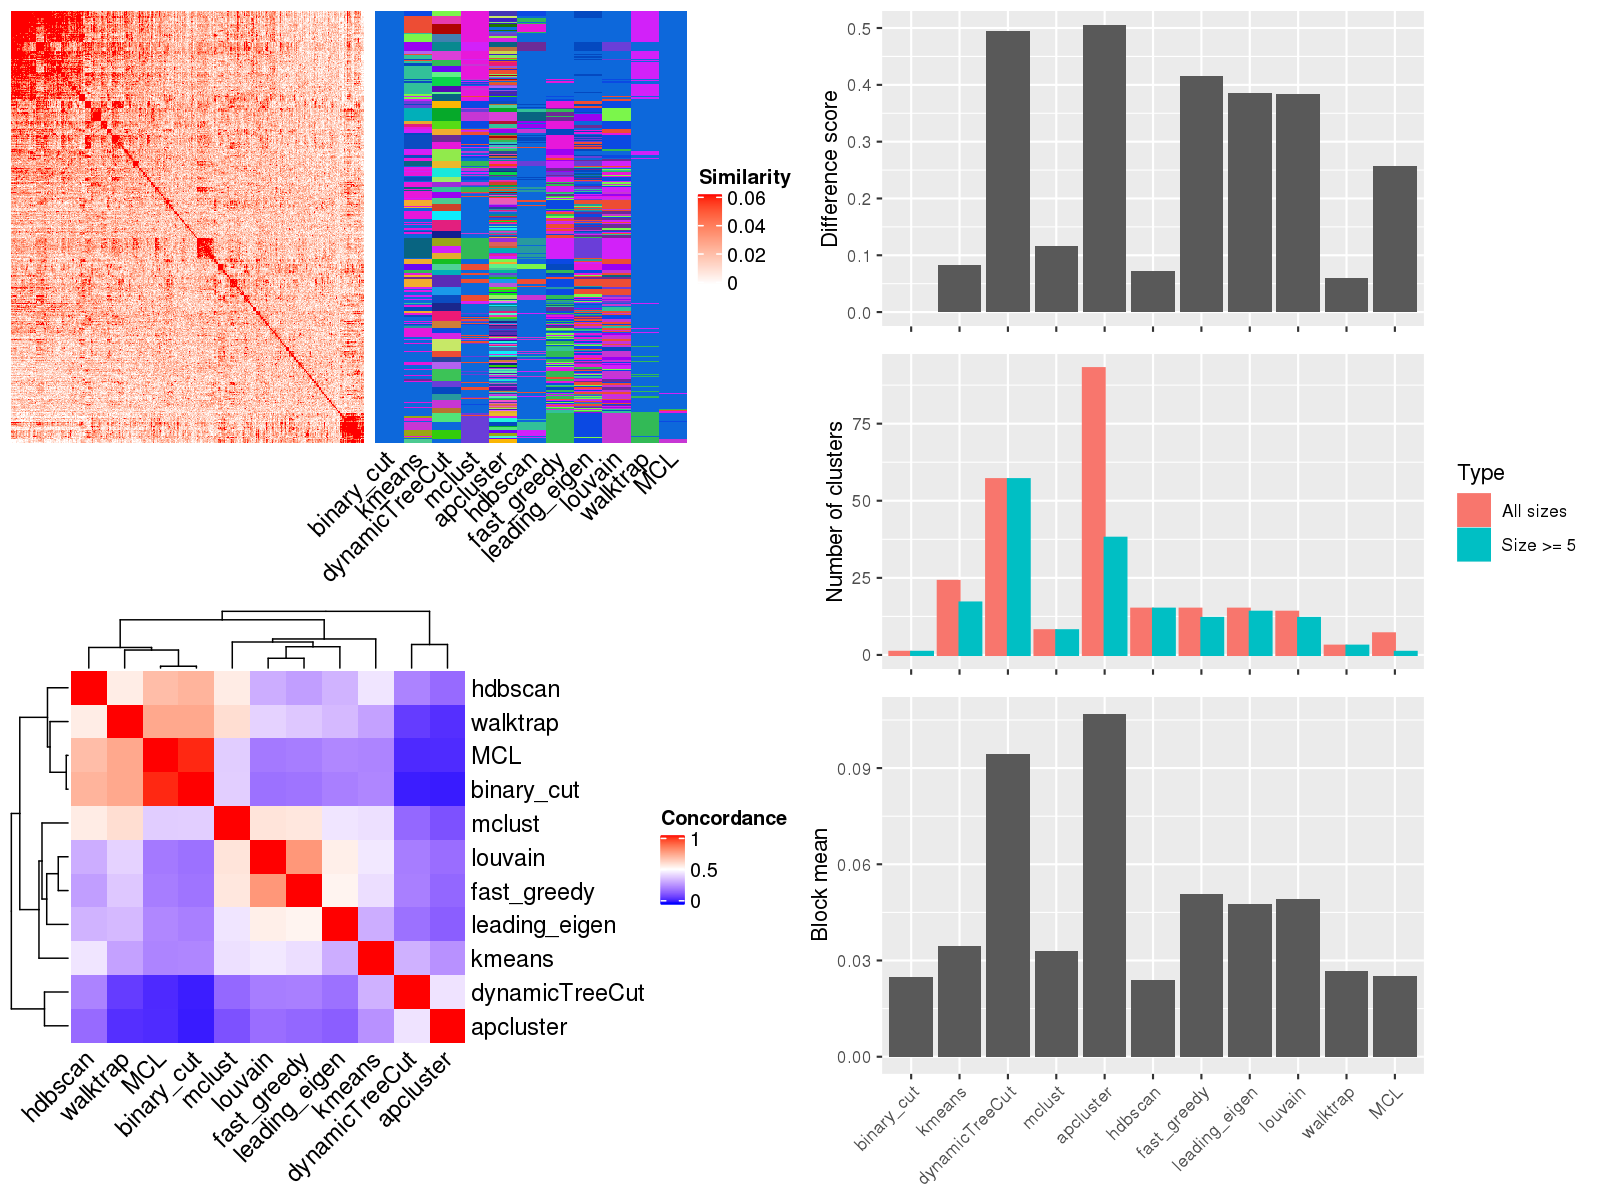 Similarity
0.06
0.04
0.02
0
binary_cut
kmeans
dynamicTreeCut
mclust
apcluster
hdbscan
fast_greedy
leading_eigen
louvain
walktrap
MCL
Difference score
0.5
0.4
0.3
0.2
0.1
0.0
Number of clusters
75
50
25
0
Type
All sizes
Size >= 5
hdbscan
walktrap
MCL
binary_cut
mclust
louvain
fast_greedy
leading_eigen
kmeans
dynamicTreeCut
apcluster
Concordance
1
0.5
0
hdbscan
walktrap
MCL
binary_cut
mclust
louvain
fast_greedy
leading_eigen
kmeans
dynamicTreeCut
apcluster
Block mean
0.09
0.06
0.03
0.00
binary_cut
kmeans
dynamicTreeCut
mclust
apcluster
hdbscan
fast_greedy
leading_eigen
louvain
walktrap
MCL